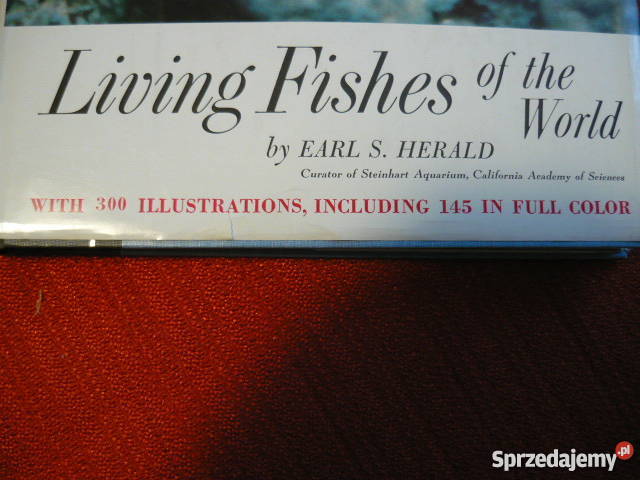 Living Fishes of the
World
by EARL S. HERALD
Curator of Steinhart Aquarium, California Academy of Sciences
WITH 300 ILLUSTRATIONS, INCLUDING 145 IN FULL COLOR
Sprzedajemy.pl